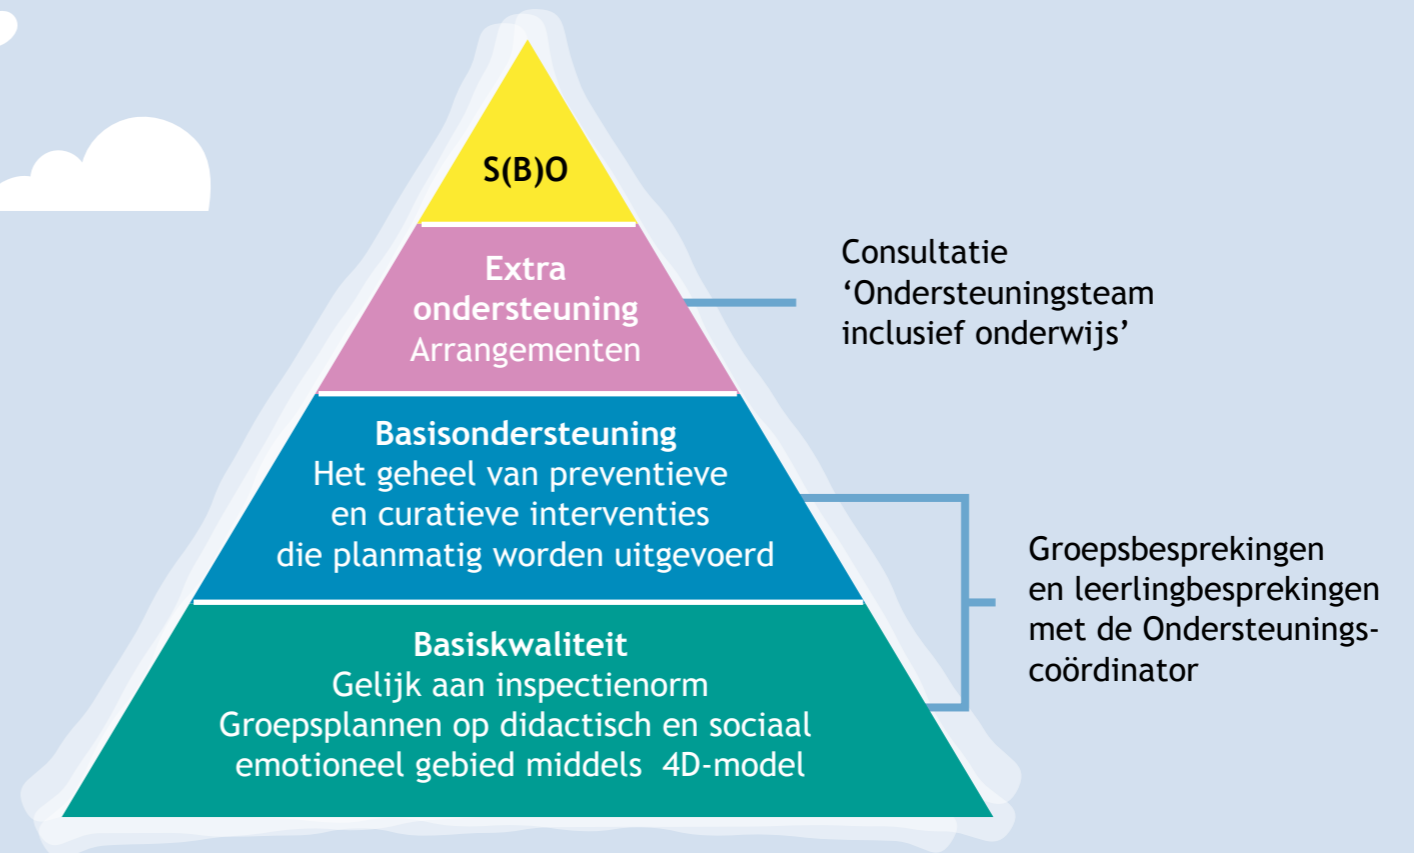 S(B)O
Extra
ondersteuning
Arrangementen
Consultatie
‘Ondersteuningsteam
inclusief onderwijs’
Basisondersteuning
Het geheel van preventieve
en curatieve interventies
die planmatig worden uitgevoerd
Groepsbesprekingen
en leerlingbesprekingen
met de Ondersteunings-
coördinator
Basiskwaliteit
Gelijk aan inspectienorm
Groepsplannen op didactisch en sociaal
emotioneel gebied middels 4D-model